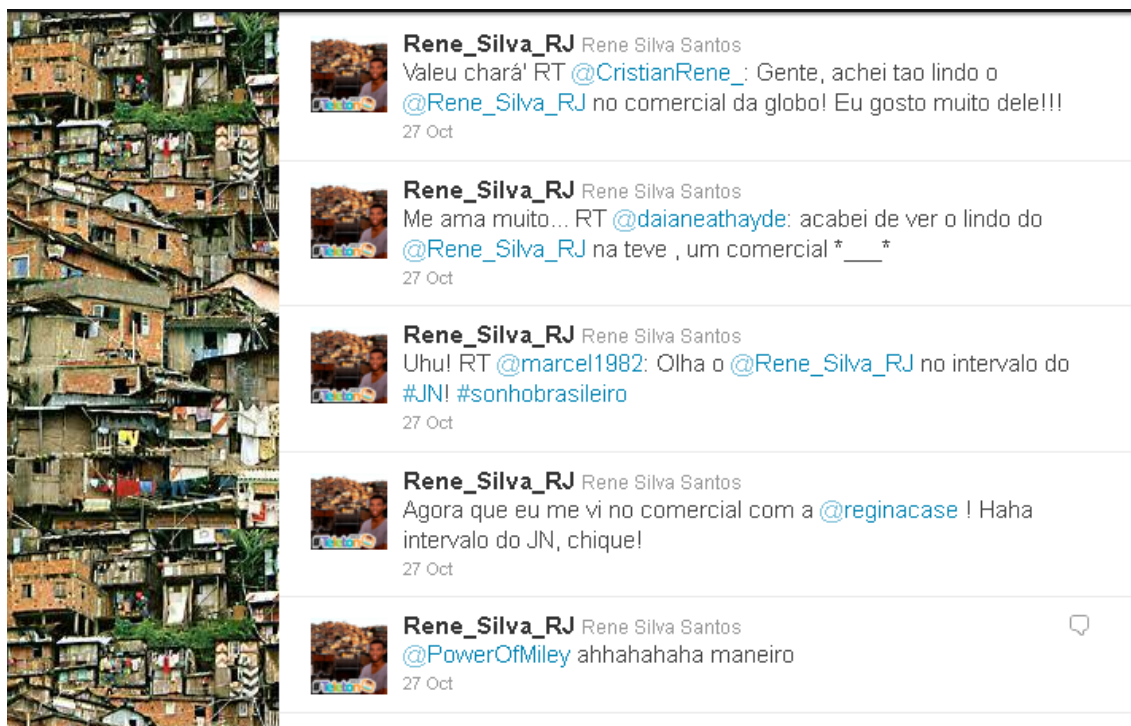 Rene_Silva_RJ Rene Silva Santos
Valeu chará' RT @CristianRene_: Gente, achei tao lindo o
@Rene_Silva_RJ no comercial da globo! Eu gosto muito dele!!!
27 Oct
Rene_Silva_RJ Rene Silva Santos
Me ama muito... RT @daianeathayde: acabei de ver o lindo do
@Rene_Silva_RJ na teve , um comercial *___*
27 Oct
Rene_Silva_RJ Rene Silva Santos
Uhu! RT @marcel1982: Olha o @Rene_Silva_RJ no intervalo do
#JN! #sonhobrasileiro
27 Oct
Rene_Silva_RJ Rene Silva Santos
Agora que eu me vi no comercial com a @reginacase ! Haha
intervalo do JN, chique!
27 Oct
Rene_Silva_RJ Rene Silva Santos
@PowerOfMiley ahhahahaha maneiro
27 Oct